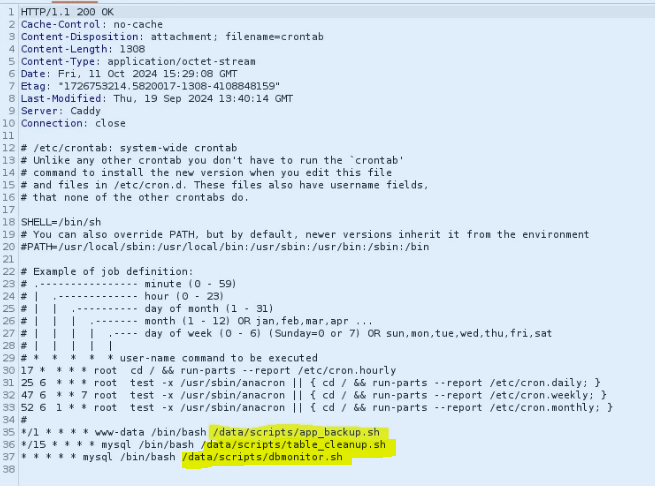 1 HTTP/1.1 200 OK
2 Cache-Control: no-cache
3 Content-Disposition: attachment; filename=crontab
4 Content-Length: 1308
5 Content-Type: application/octet-stream
6 Date: Fri, 11 Oct 2024 15:29:08 GMT
7 Etag: "1726753214.5820017-1308-4108848159"
8 Last-Modified: Thu, 19 Sep 2024 13:40:14 GMT
9 Server: Caddy
10 Connection: close
11
12 # /etc/crontab: system-wide crontab
13 # Unlike any other crontab you don't have to run the `crontab'
14 # command to install the new version when you edit this file
15 # and files in /etc/cron.d. These files also have username fields,
16 # that none of the other crontabs do.
17
18 SHELL=/bin/sh
19 # You can also override PATH, but by default, newer versions inherit it from the environment
20 #PATH=/usr/local/sbin:/usr/local/bin:/usr/sbin:/usr/bin:/sbin:/bin
21
22 # Example of job definition:
23 # .---------------- minute (0 - 59)
24 # | .------------- hour (0 - 23)
25 # | | .---------- day of month (1 - 31)
26 # | | | .------- month (1 - 12) OR jan,feb,mar,apr ...
27 # | | | | .---- day of week (0 - 6) (Sunday=0 or 7) OR sun,mon,tue,wed,thu,fri,sat
28 # | | | | |
29 # * * * * * user-name command to be executed
30 17 * * * * root cd / && run-parts --report /etc/cron.hourly
31 25 6 * * * root test -x /usr/sbin/anacron || { cd / && run-parts --report /etc/cron.daily; }
32 47 6 * * 7 root test -x /usr/sbin/anacron || { cd / && run-parts --report /etc/cron.weekly; }
33 52 6 1 * * root test -x /usr/sbin/anacron || { cd / && run-parts --report /etc/cron.monthly; }
34 #
35 */1 * * * * www-data /bin/bash /data/scripts/app_backup.sh
36 */15 * * * * mysql /bin/bash /data/scripts/table_cleanup.sh
37 * * * * * mysql /bin/bash /data/scripts/dbmonitor.sh
38